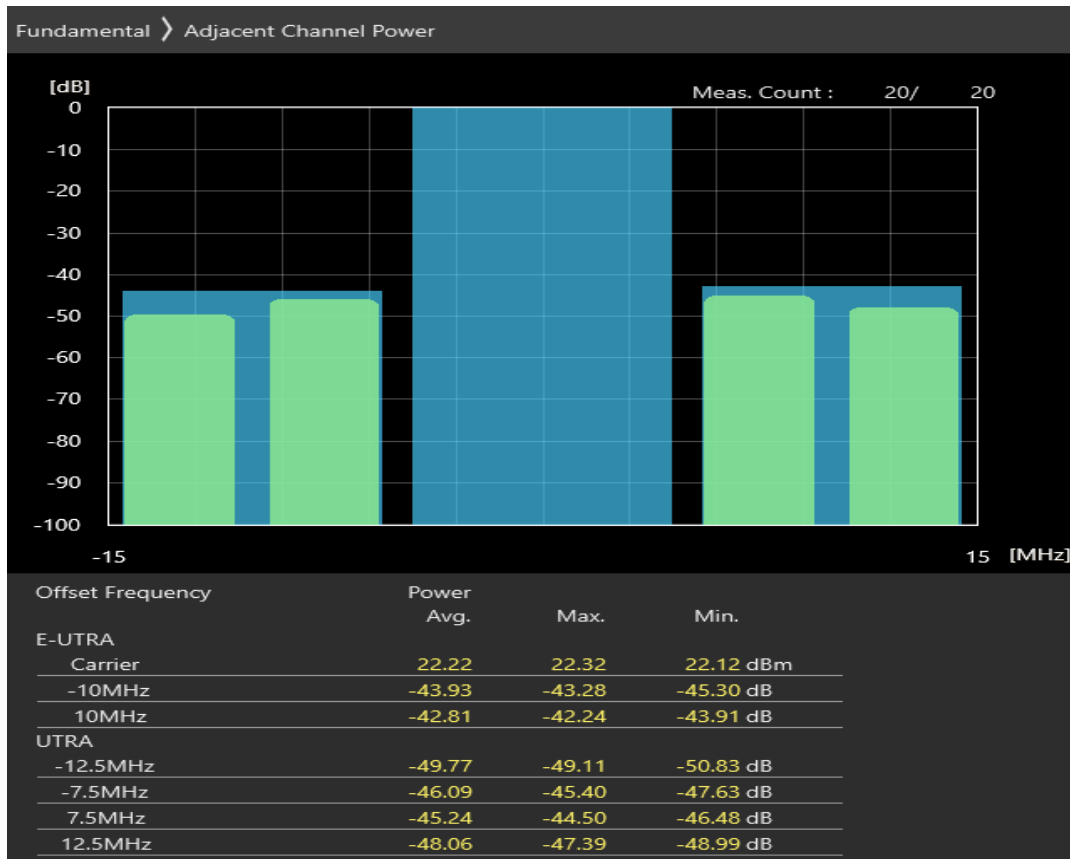 Fundamental ❯ Adjacent Channel Power
[dB]
Meas. Count : 20/ 20
0
-10
-20
-30
-40
-50
-60
-70
-80
-90
-100
-15 15 [MHz]
Offset Frequency Power
Avg. Max. Min.
E-UTRA
Carrier 22.22 22.32 22.12 dBm
-10MHz -43.93 -43.28 -45.30 dB
10MHz -42.81 -42.24 -43.91 dB
UTRA
-12.5MHz -49.77 -49.11 -50.83 dB
-7.5MHz -46.09 -45.40 -47.63 dB
7.5MHz -45.24 -44.50 -46.48 dB
12.5MHz -48.06 -47.39 -48.99 dB